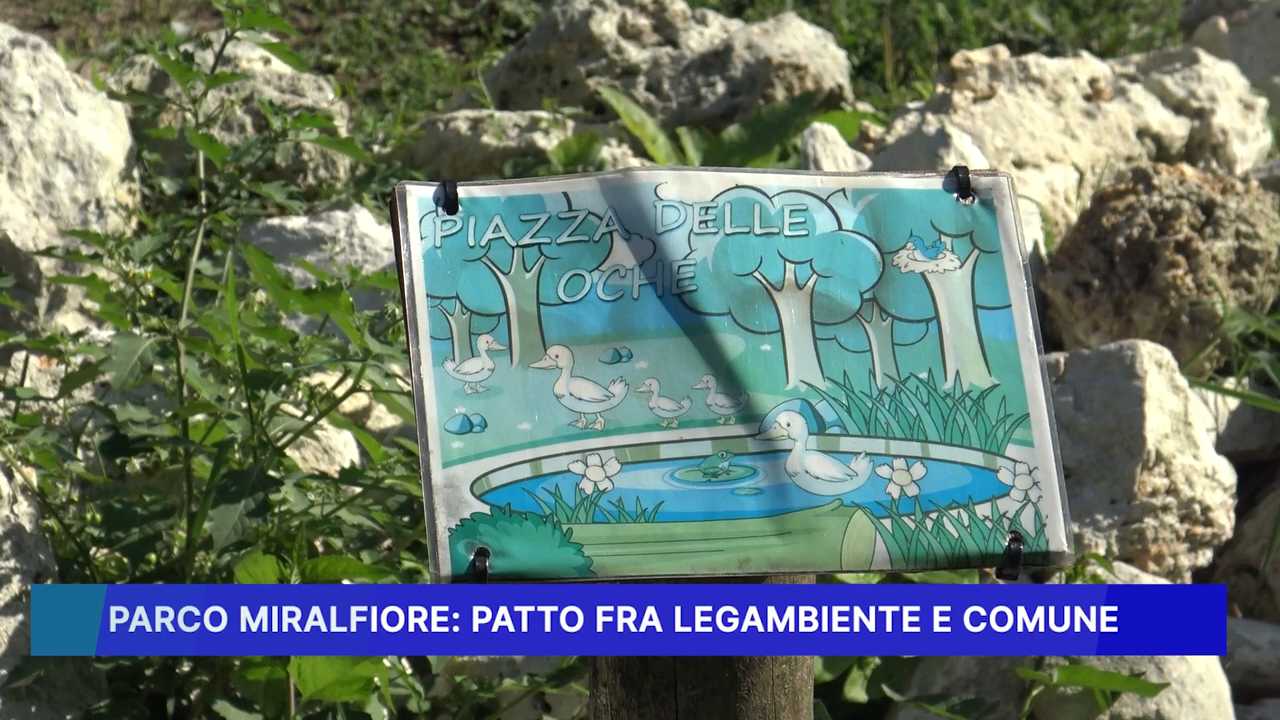 PIAZZA DELLE
OCHE
PARCO MIRALFIORE: PATTO FRA LEGAMBIENTE E COMUNE